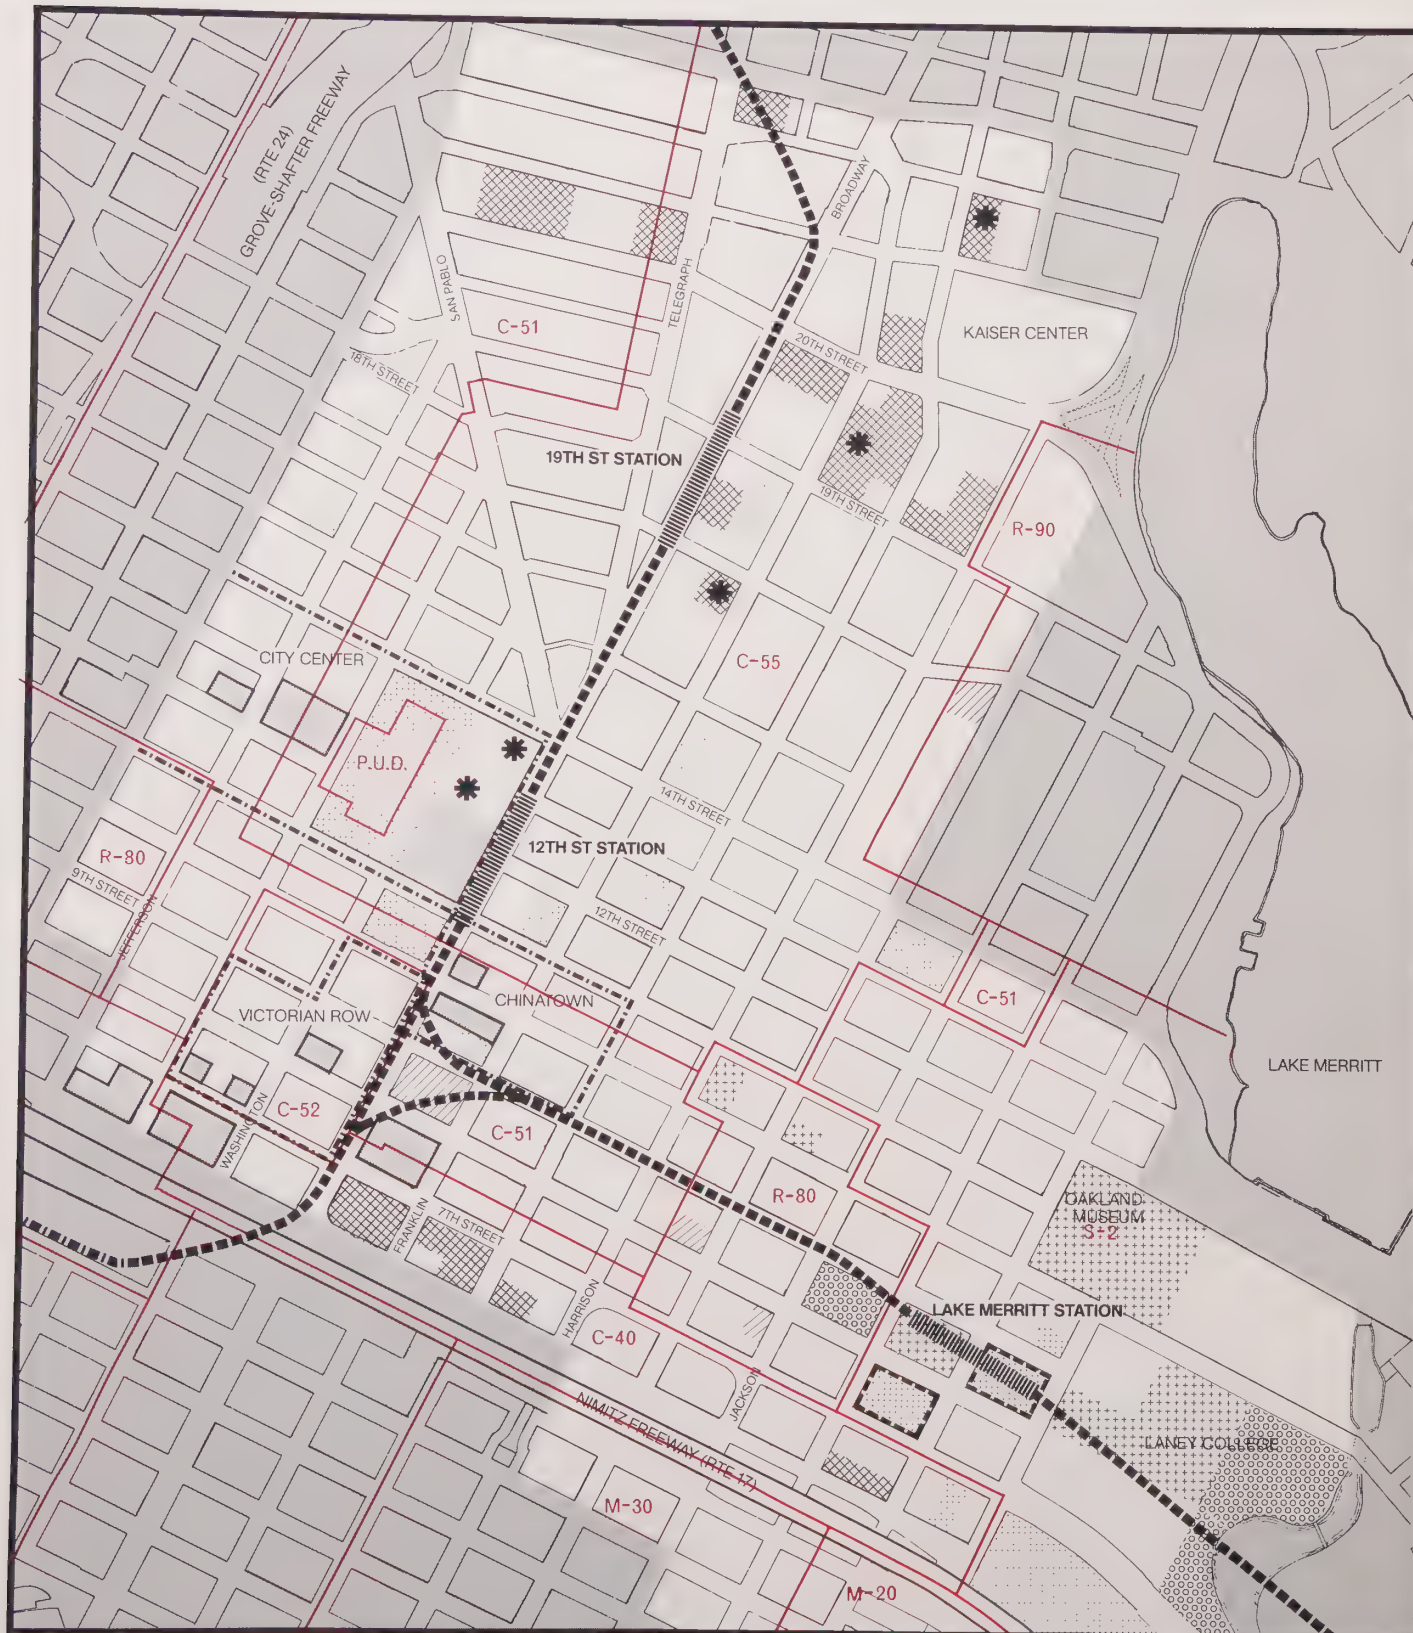 (RTE 24)
GROVE-SHAFTER FREEWAY
BROADWAY
SAN PABLO
TELEGRAPH
C-51
KAISER CENTER
20TH STREET
18TH STREET
19TH ST STATION
19TH STREET
R-90
CITY CENTER
C-55
P.U.D.
14TH STREET
12TH ST STATION
R-80
9TH STREET
JEFFERSON
12TH STREET
CHINATOWN
C-51
VICTORIAN ROW
LAKE MERRITT
C-52
WASHINGTON
C-51
R-80
OAKLAND
MUSEUM
S-2
FRANKLIN
7TH STREET
HARRISON
LAKE MERRITT STATION
C-40
JACKSON
NIMITZ FREEWAY (RTE 17)
LANEY COLLEGE
M-30
M-20